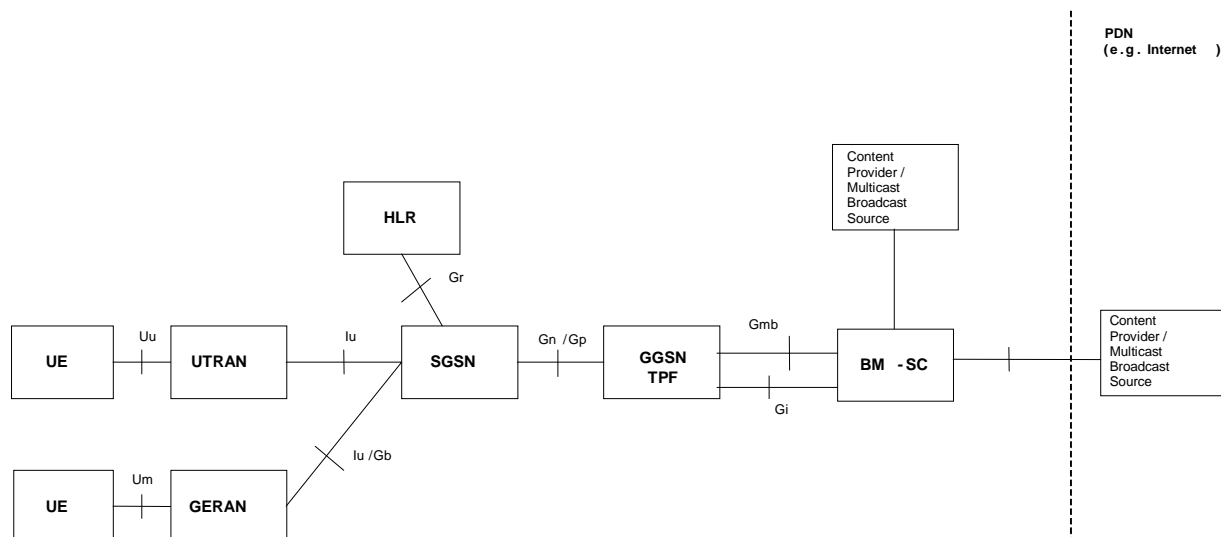 PDN
(e.g. Internet )
Content
Provider /
Multicast
Broadcast
Source
HLR
Gr
UE
Uu
UTRAN
Iu
SGSN
Gn /Gp
GGSN
TPF
Gmb
Gi
BM -SC
Content
Provider /
Multicast
Broadcast
Source
Iu /Gb
UE
Um
GERAN